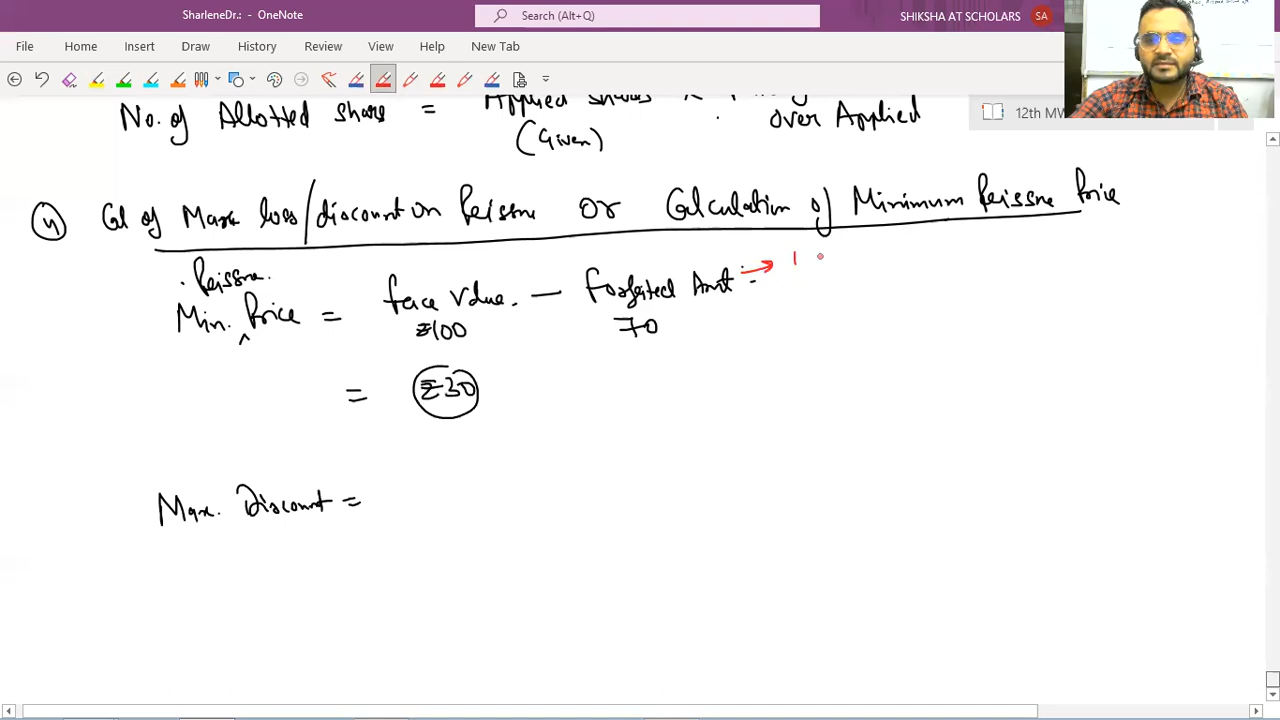 SharleneDr.: - OneNote
Search (Alt+Q)
SHIKSHA AT SCHOLARS SA
File Home Insert Draw History Review View Help New Tab
No. of Allotted share = Applied shares
over Applied
(Given)
12th MW
4) Cal of Max loss/discount on Reissue OR Calculation of Minimum Reissue Price
Reissue.
Min. ^ Price = face Value. — Forfeited Amt
₹100 70
= ₹30
Max. Discount =